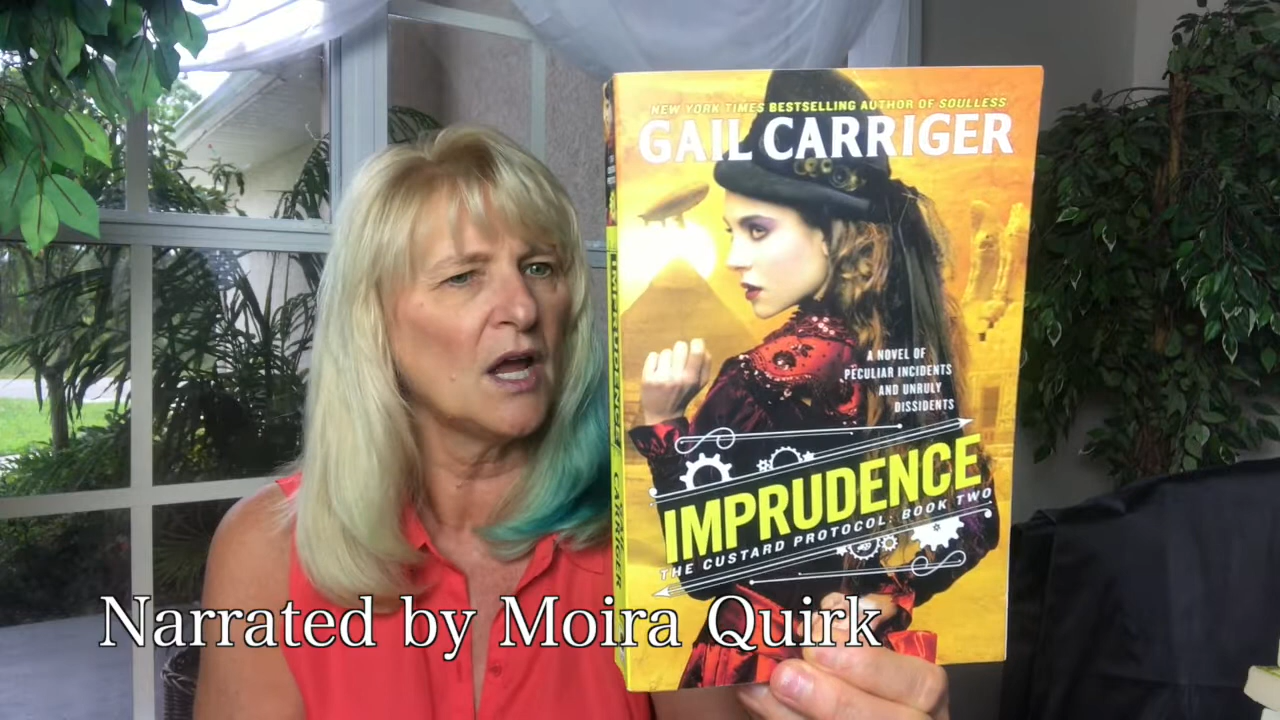 NEW YORK TIMES BESTSELLING AUTHOR OF SOULLESS
GAIL CARRIGER
A NOVEL OF
PECULIAR INCIDENTS
AND UNRULY
DISSIDENTS
IMPRUDENCE
THE CUSTARD PROTOCOL: BOOK TWO
IMPRUDENCE CARRIGER
Narrated by Moira Quirk